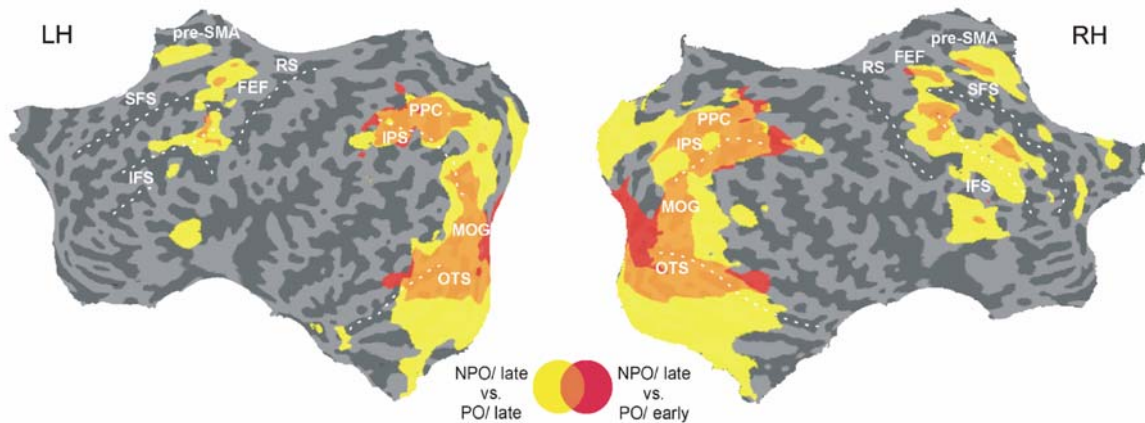 LH
pre-SMA
RS
FEF
SFS
PPC
IPS
IFS
MOG
OTS
RH
pre-SMA
FEF
RS
SFS
PPC
IPS
IFS
MOG
OTS
NPO/ late
vs.
PO/ late
NPO/ late
vs.
PO/ early